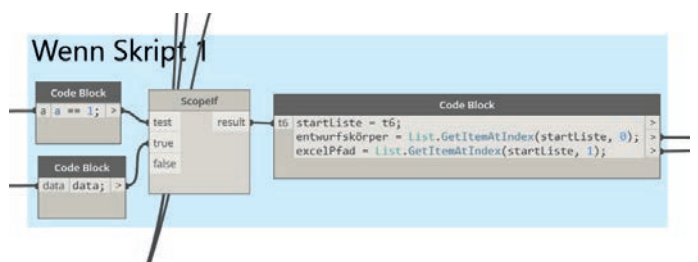 Wenn Skript 1
Code Block
a a == 1; >
ScopeIf
test result
true
false
Code Block
data data; >
Code Block
t6 startListe = t6; >
entwurfskörper = List.GetItemAtIndex(startListe, 0); >
excelPfad = List.GetItemAtIndex(startListe, 1); >